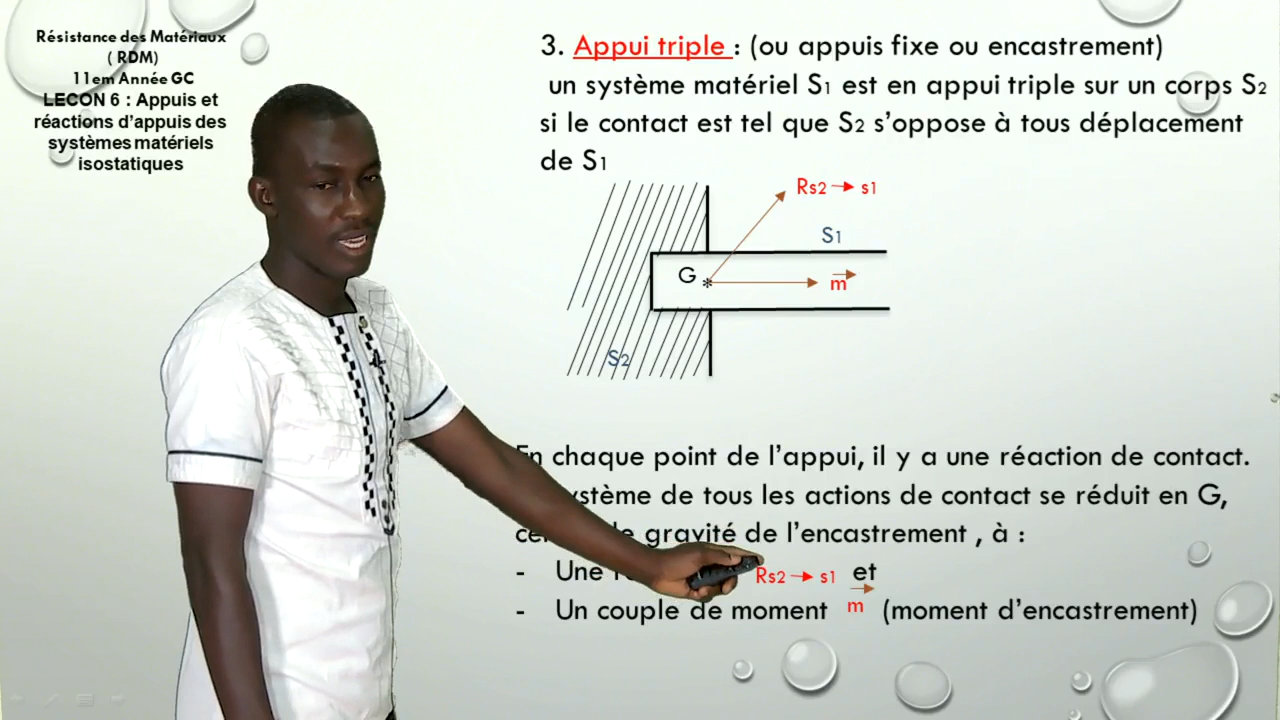 Résistance des Matériaux
( RDM)
11em Année GC
LECON 6 : Appuis et
réactions d'appuis des
systèmes matériels
isostatiques
3. Appui triple : (ou appuis fixe ou encastrement)
un système matériel S1 est en appui triple sur un corps S2
si le contact est tel que S2 s'oppose à tous déplacement
de S1
Rs2 → s1
S1
G *
m
S2
En chaque point de l'appui, il y a une réaction de contact.
de tous les actions de contact se réduit en G,
gravité de l'encastrement , à :
- Une Rs2 → s1 et
- Un couple de moment m (moment d'encastrement)